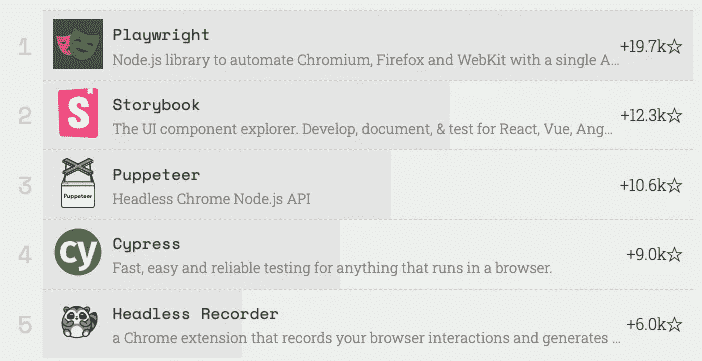 1
Playwright
Node.js library to automate Chromium, Firefox and WebKit with a single A...
+19.7k☆
2
S
Storybook
The UI component explorer. Develop, document, & test for React, Vue, Ang...
+12.3k☆
3
Puppeteer
Puppeteer
Headless Chrome Node.js API
+10.6k☆
4
cy
Cypress
Fast, easy and reliable testing for anything that runs in a browser.
+9.0k☆
5
Headless Recorder
a Chrome extension that records your browser interactions and generates ...
+6.0k☆